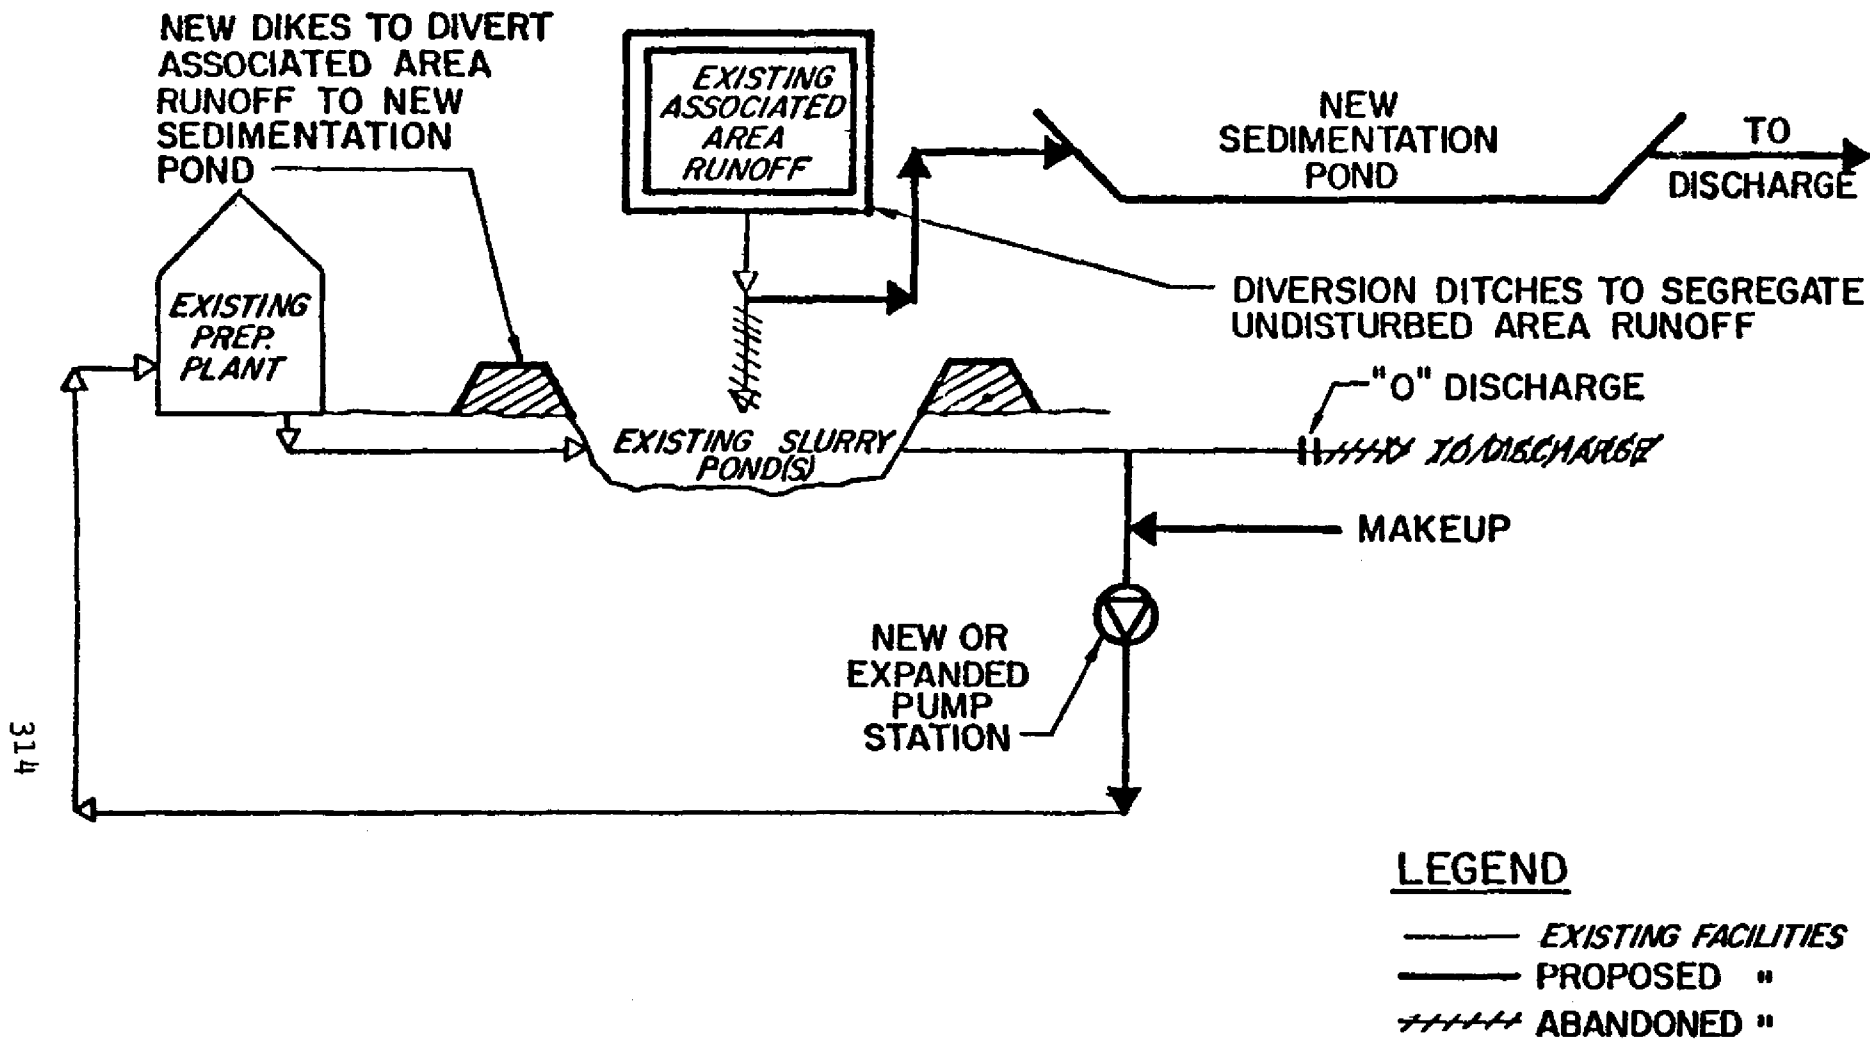 NEW DIKES TO DIVERT
ASSOCIATED AREA
RUNOFF TO NEW
SEDIMENTATION
POND
EXISTING
ASSOCIATED
AREA
RUNOFF
NEW
SEDIMENTATION
POND
TO
DISCHARGE
DIVERSION DITCHES TO SEGREGATE
UNDISTURBED AREA RUNOFF
EXISTING
PREP.
PLANT
"O" DISCHARGE
EXISTING SLURRY
POND(S)
TO DISCHARGE
MAKEUP
NEW OR
EXPANDED
PUMP
STATION
314
LEGEND
EXISTING FACILITIES
PROPOSED "
ABANDONED "